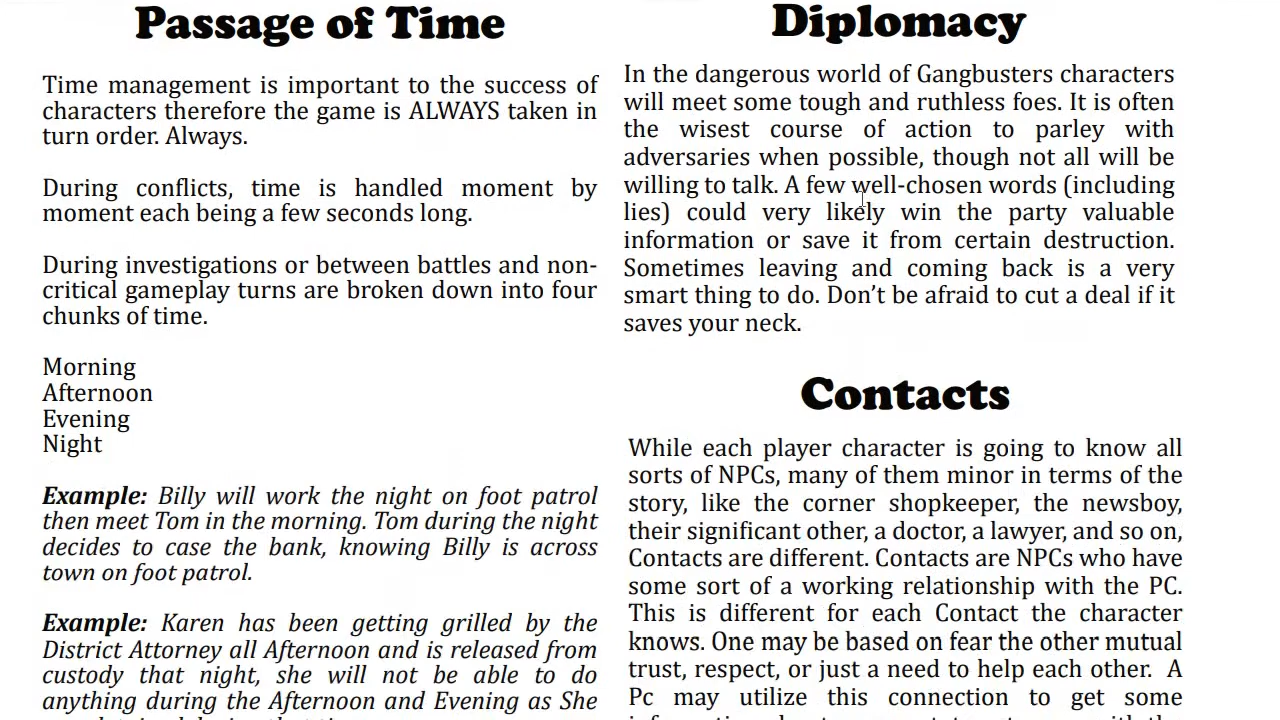 Passage of Time
Time management is important to the success of
characters therefore the game is ALWAYS taken in
turn order. Always.
During conflicts, time is handled moment by
moment each being a few seconds long.
During investigations or between battles and non-
critical gameplay turns are broken down into four
chunks of time.
Morning
Afternoon
Evening
Night
Example: Billy will work the night on foot patrol
then meet Tom in the morning. Tom during the night
decides to case the bank, knowing Billy is across
town on foot patrol.
Example: Karen has been getting grilled by the
District Attorney all Afternoon and is released from
custody that night, she will not be able to do
anything during the Afternoon and Evening as She
Diplomacy
In the dangerous world of Gangbusters characters
will meet some tough and ruthless foes. It is often
the wisest course of action to parley with
adversaries when possible, though not all will be
willing to talk. A few well-chosen words (including
lies) could very likely win the party valuable
information or save it from certain destruction.
Sometimes leaving and coming back is a very
smart thing to do. Don't be afraid to cut a deal if it
saves your neck.
Contacts
While each player character is going to know all
sorts of NPCs, many of them minor in terms of the
story, like the corner shopkeeper, the newsboy,
their significant other, a doctor, a lawyer, and so on,
Contacts are different. Contacts are NPCs who have
some sort of a working relationship with the PC.
This is different for each Contact the character
knows. One may be based on fear the other mutual
trust, respect, or just a need to help each other. A
Pc may utilize this connection to get some